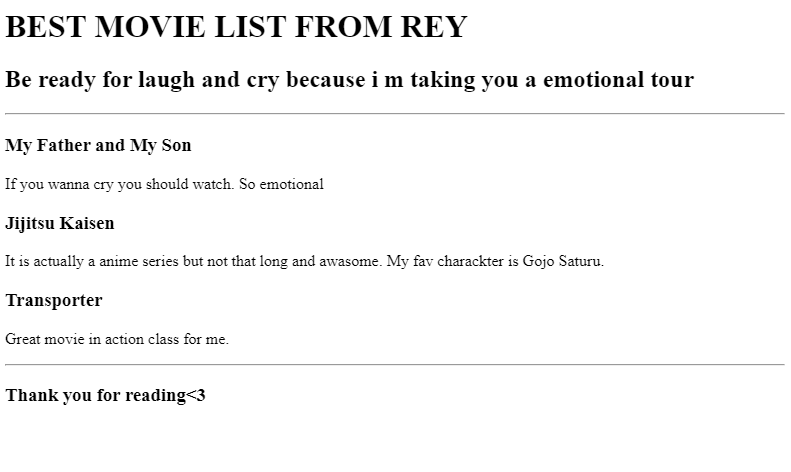 BEST MOVIE LIST FROM REY
Be ready for laugh and cry because i m taking you a emotional tour
My Father and My Son
If you wanna cry you should watch. So emotional
Jijitsu Kaisen
It is actually a anime series but not that long and awasome. My fav charackter is Gojo Saturu.
Transporter
Great movie in action class for me.
Thank you for reading<3